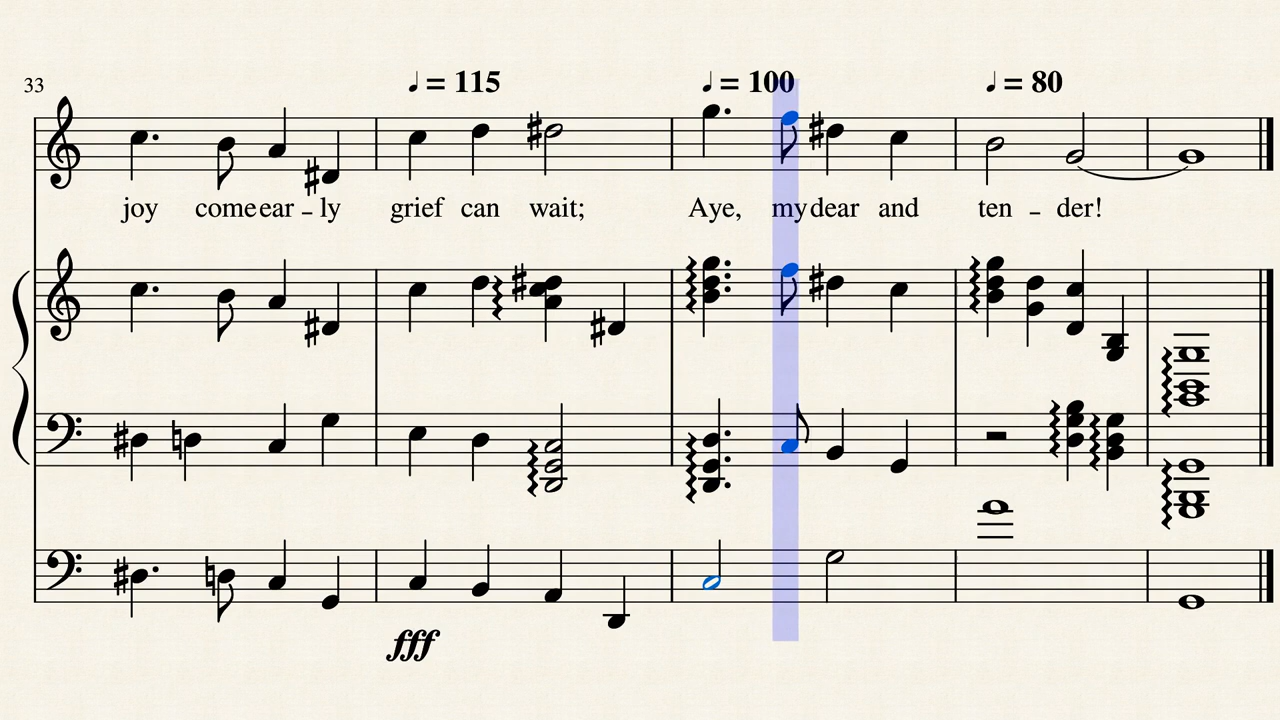 33
♩ = 115 ♩ = 100 ♩ = 80
joy come ear – ly grief can wait; Aye, my dear and ten – der!
fff